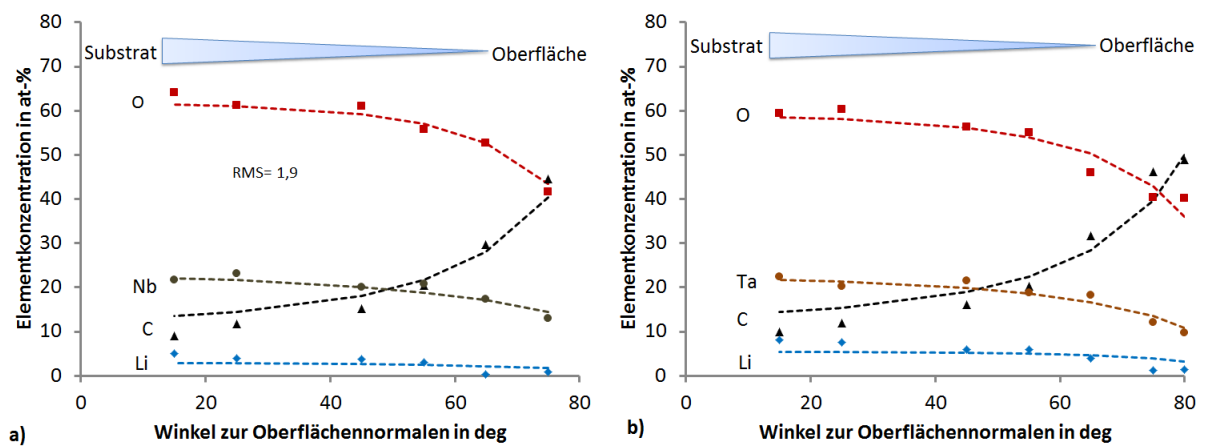 80
70
60
50
40
30
20
10
0
Elementkonzentration in at-%
Substrat
Oberfläche
O
RMS= 1,9
Nb
C
Li
0 20 40 60 80
Winkel zur Oberflächennormalen in deg
a)
80
70
60
50
40
30
20
10
0
Elementkonzentration in at-%
Substrat
Oberfläche
O
Ta
C
Li
0 20 40 60 80
Winkel zur Oberflächennormalen in deg
b)